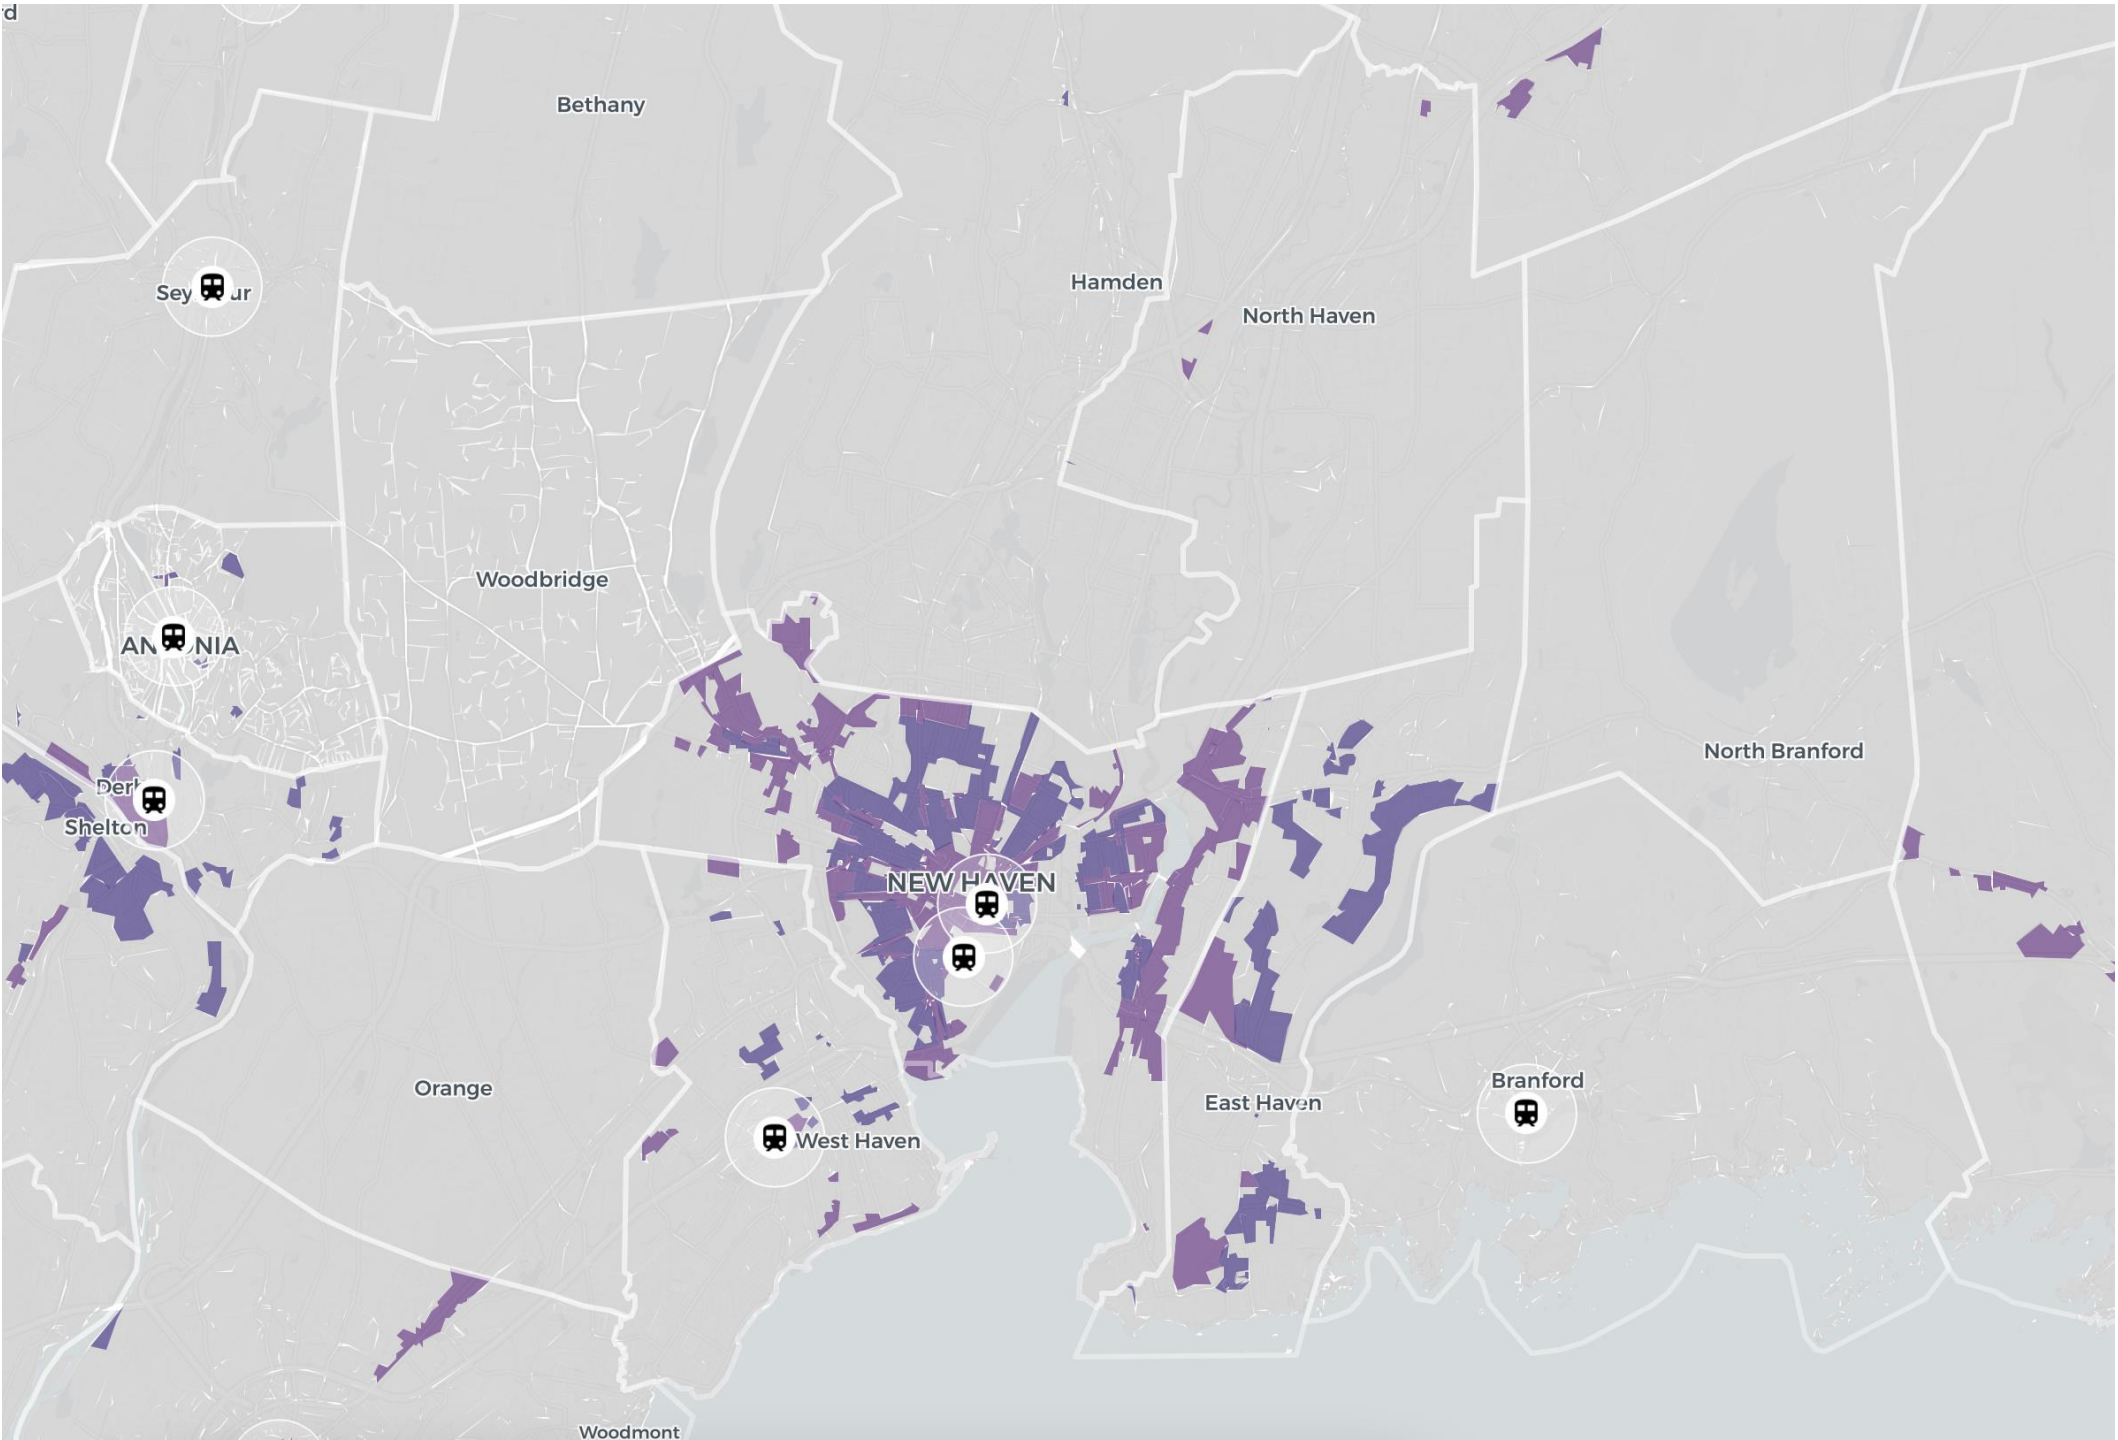 Bethany
Hamden
North Haven
Woodbridge
North Branford
Shelton
NEW HAVEN
Orange
Branford
East Haven
West Haven
Woodmont